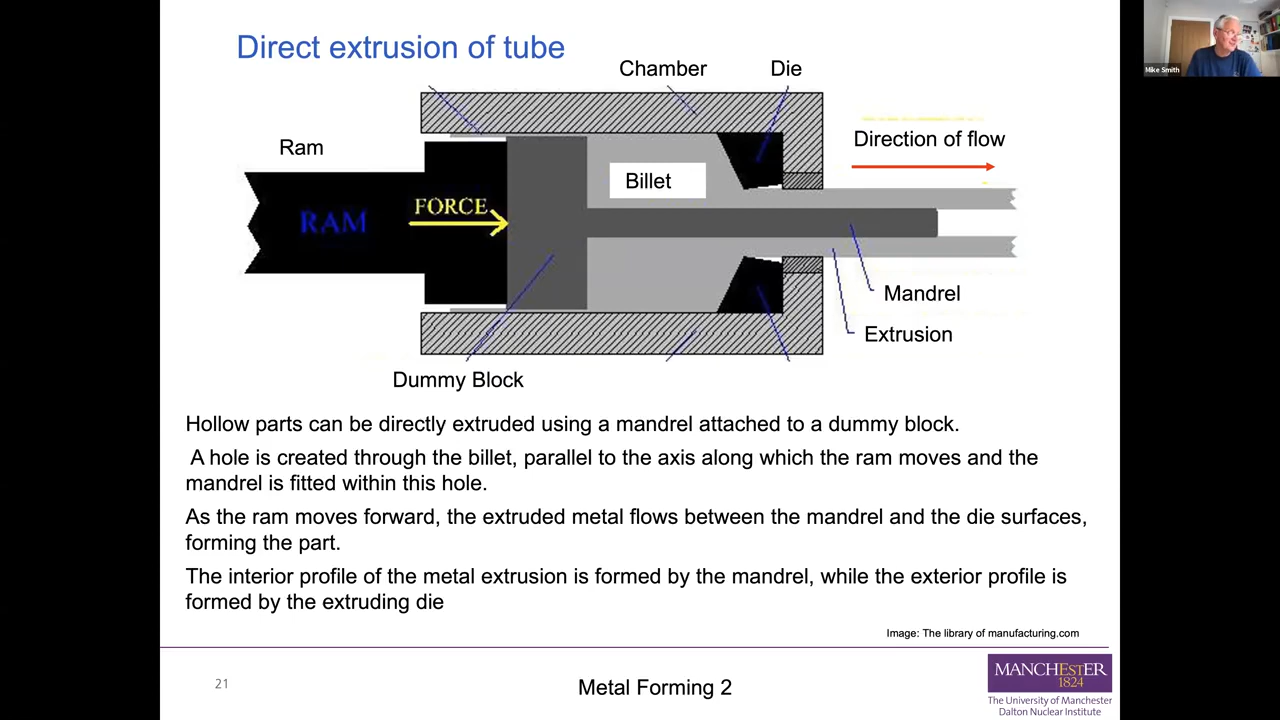 Direct extrusion of tube
Chamber
Die
Mike Smith
Ram
Direction of flow
Billet
RAM
FORCE
Mandrel
Extrusion
Dummy Block
Hollow parts can be directly extruded using a mandrel attached to a dummy block.
A hole is created through the billet, parallel to the axis along which the ram moves and the
mandrel is fitted within this hole.
As the ram moves forward, the extruded metal flows between the mandrel and the die surfaces,
forming the part.
The interior profile of the metal extrusion is formed by the mandrel, while the exterior profile is
formed by the extruding die
Image: The library of manufacturing.com
21
Metal Forming 2
MANCHESTER
1824
The University of Manchester
Dalton Nuclear Institute